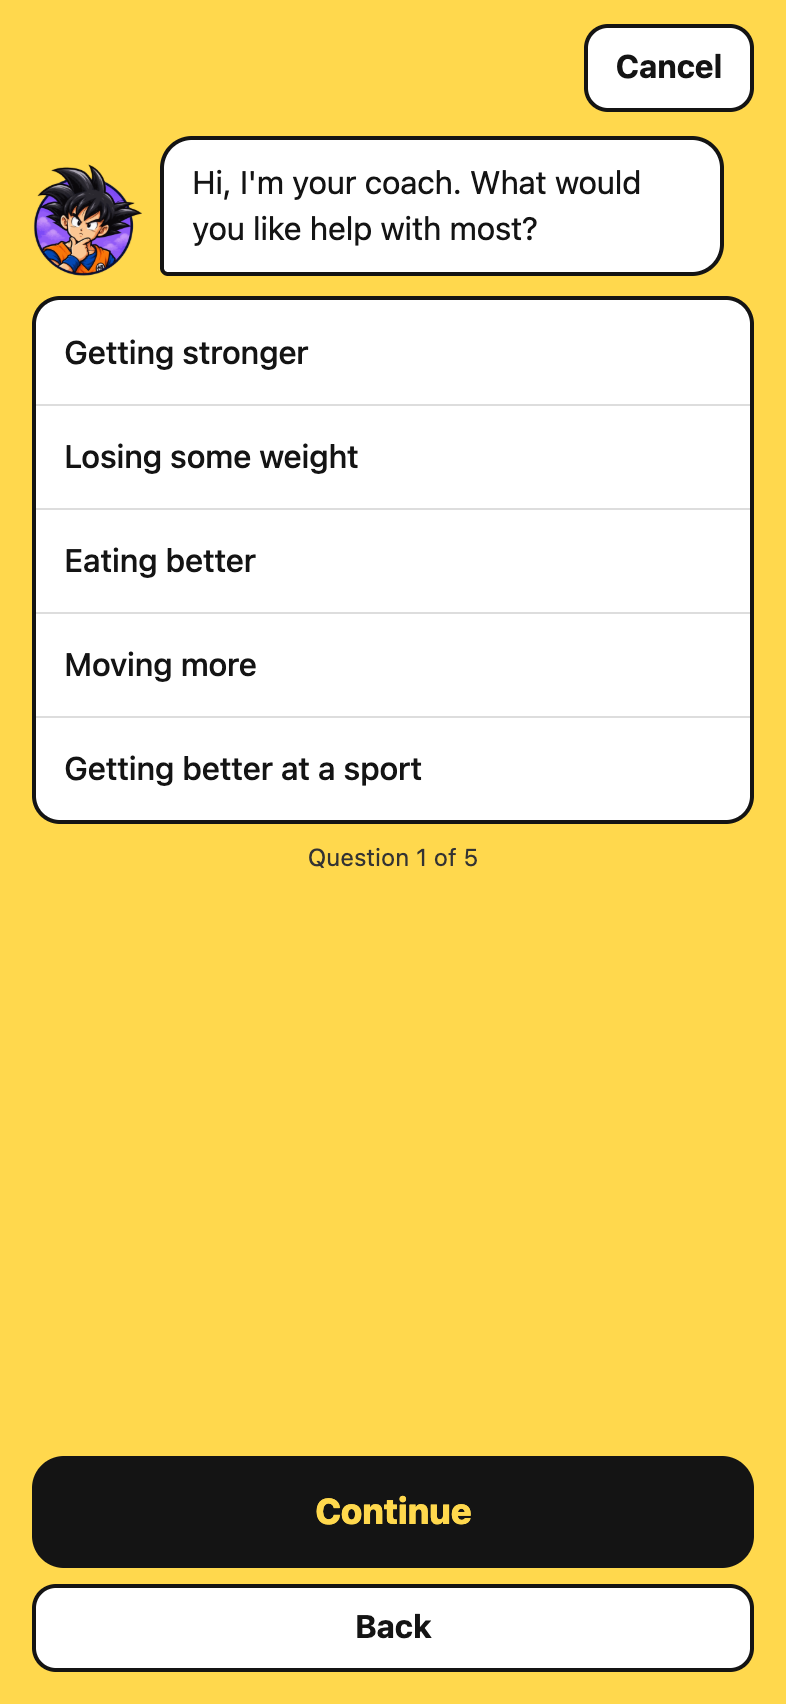 Cancel
Hi, I'm your coach. What would
you like help with most?
Getting stronger
Losing some weight
Eating better
Moving more
Getting better at a sport
Question 1 of 5
Continue
Back